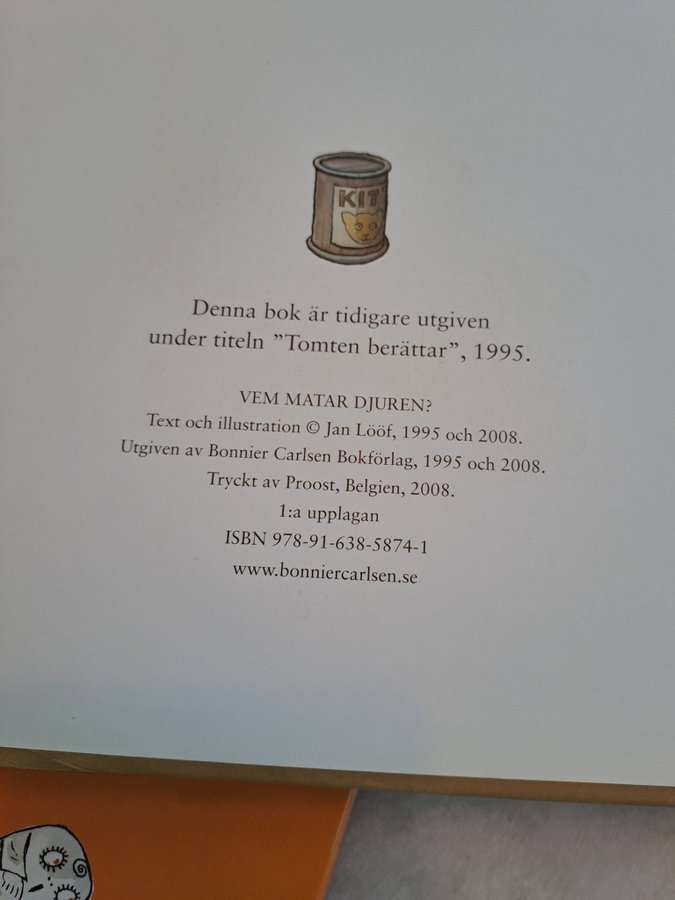 KIT
Denna bok är tidigare utgiven
under titeln ”Tomten berättar”, 1995.
VEM MATAR DJUREN?
Text och illustration © Jan Lööf, 1995 och 2008.
Utgiven av Bonnier Carlsen Bokförlag, 1995 och 2008.
Tryckt av Proost, Belgien, 2008.
1:a upplagan
ISBN 978-91-638-5874-1
www.bonniercarlsen.se